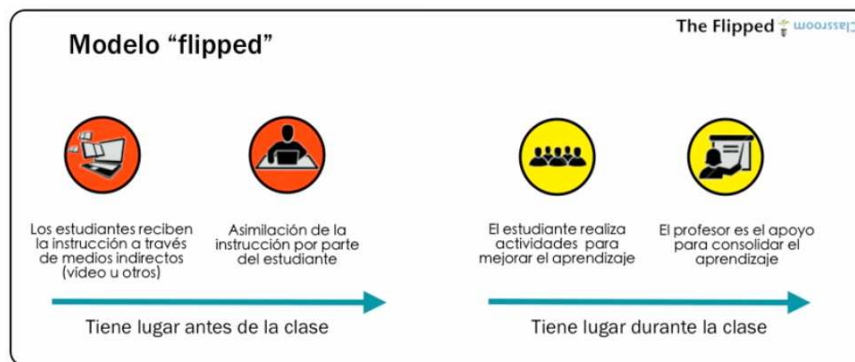 The Flipped Classroom
Modelo “flipped”
Los estudiantes reciben
la instrucción a través
de medios indirectos
(vídeo u otros)
Asimilación de la
instrucción por parte
del estudiante
Tiene lugar antes de la clase
El estudiante realiza
actividades para
mejorar el aprendizaje
El profesor es el apoyo
para consolidar el
aprendizaje
Tiene lugar durante la clase